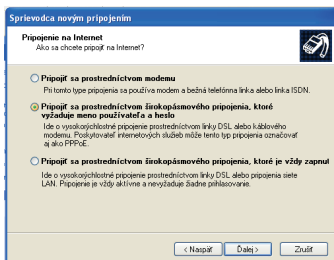 Sprievodca novým pripojením
Pripojenie na Internet
Ako sa chcete pripojiť na Internet?
Pripojiť sa prostredníctvom modemu
Pri tomto type pripojenia sa používa modem a bežná telefónna linka alebo linka ISDN.
Pripojiť sa prostredníctvom širokopásmového pripojenia, ktoré
vyžaduje meno používateľa a heslo
Ide o vysokorýchlostné pripojenie prostredníctvom linky DSL alebo káblového
modemu. Poskytovateľ internetových služieb môže tento typ pripojenia označovať
aj ako PPPoE.
Pripojiť sa prostredníctvom širokopásmového pripojenia, ktoré je vždy zapnut
Ide o vysokorýchlostné pripojenie prostredníctvom linky DSL alebo pripojenia siete
LAN. Pripojenie je vždy aktívne a nevyžaduje žiadne prihlasovanie.
< Naspäť Ďalej > Zrušiť